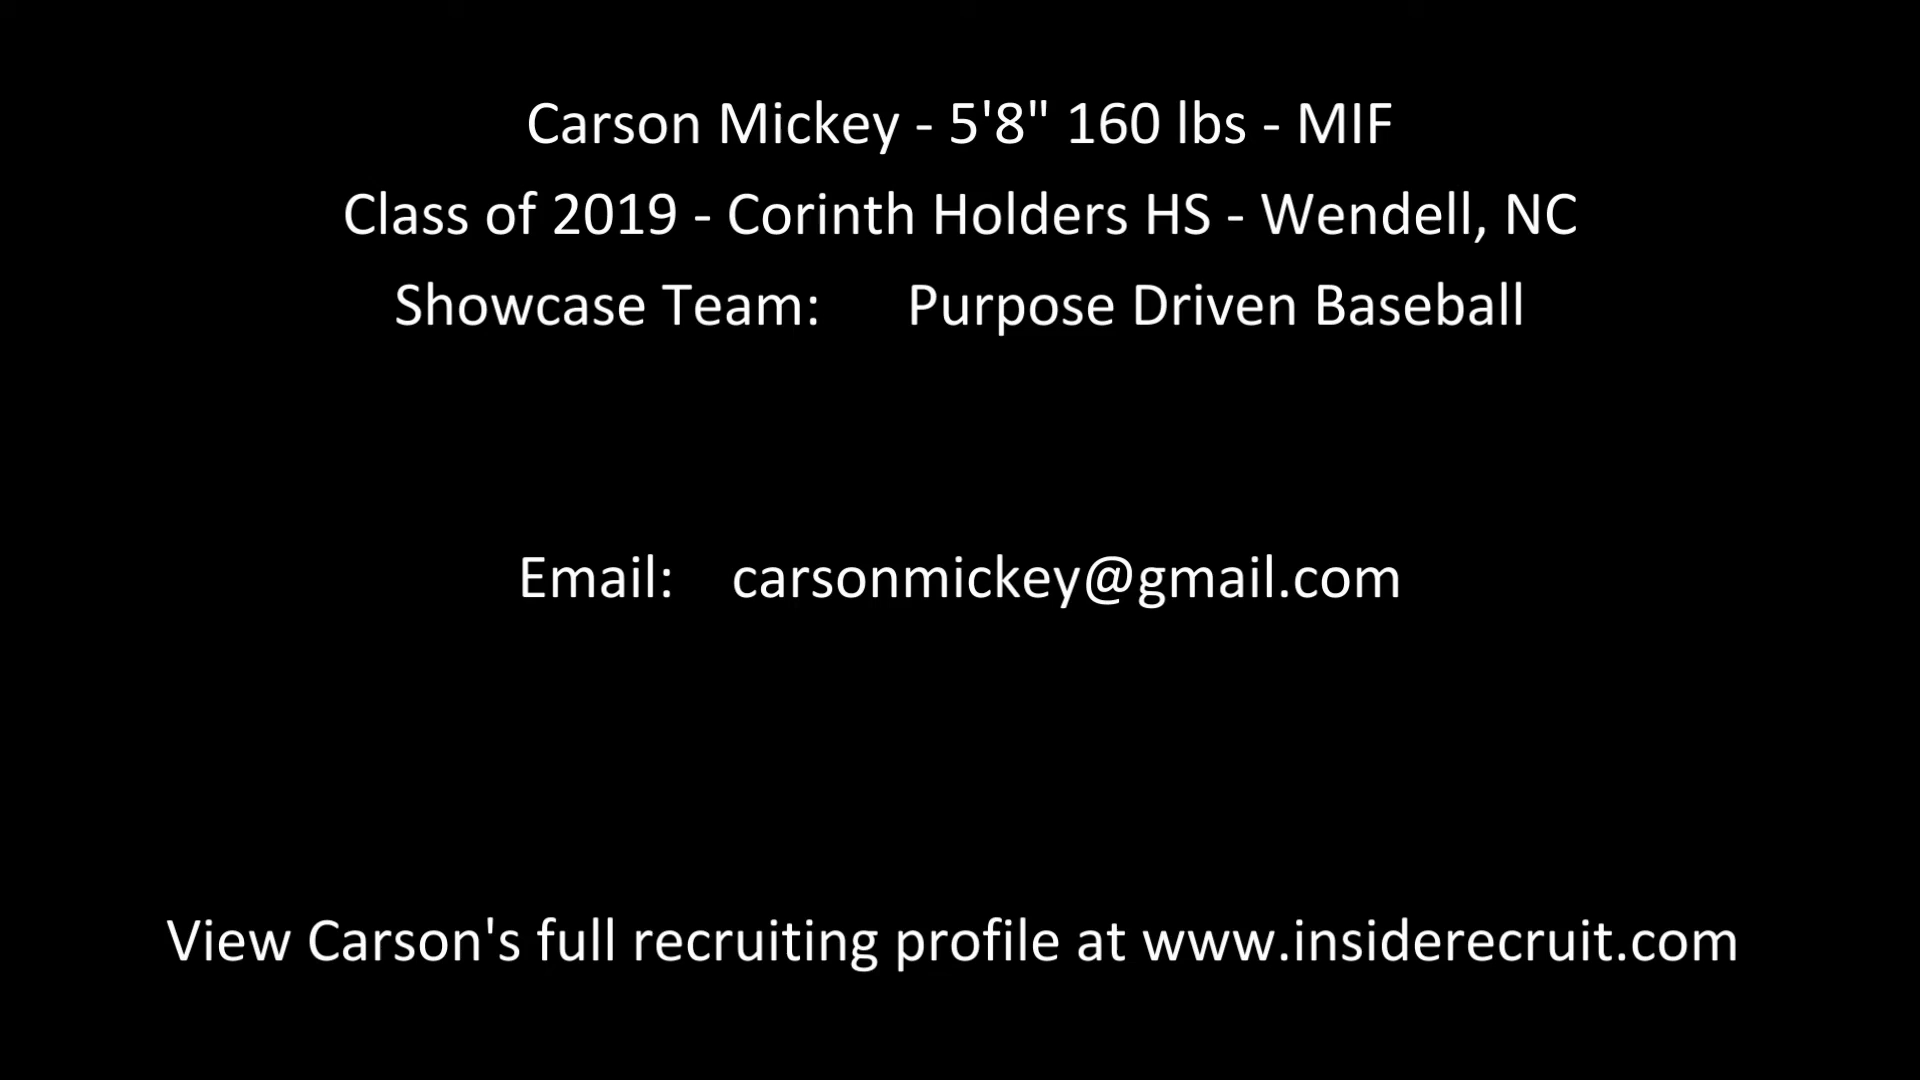 Carson Mickey - 5'8" 160 lbs - MIF
Class of 2019 - Corinth Holders HS - Wendell, NC
Showcase Team: Purpose Driven Baseball
Email: carsonmickey@gmail.com
View Carson's full recruiting profile at www.insiderecruit.com